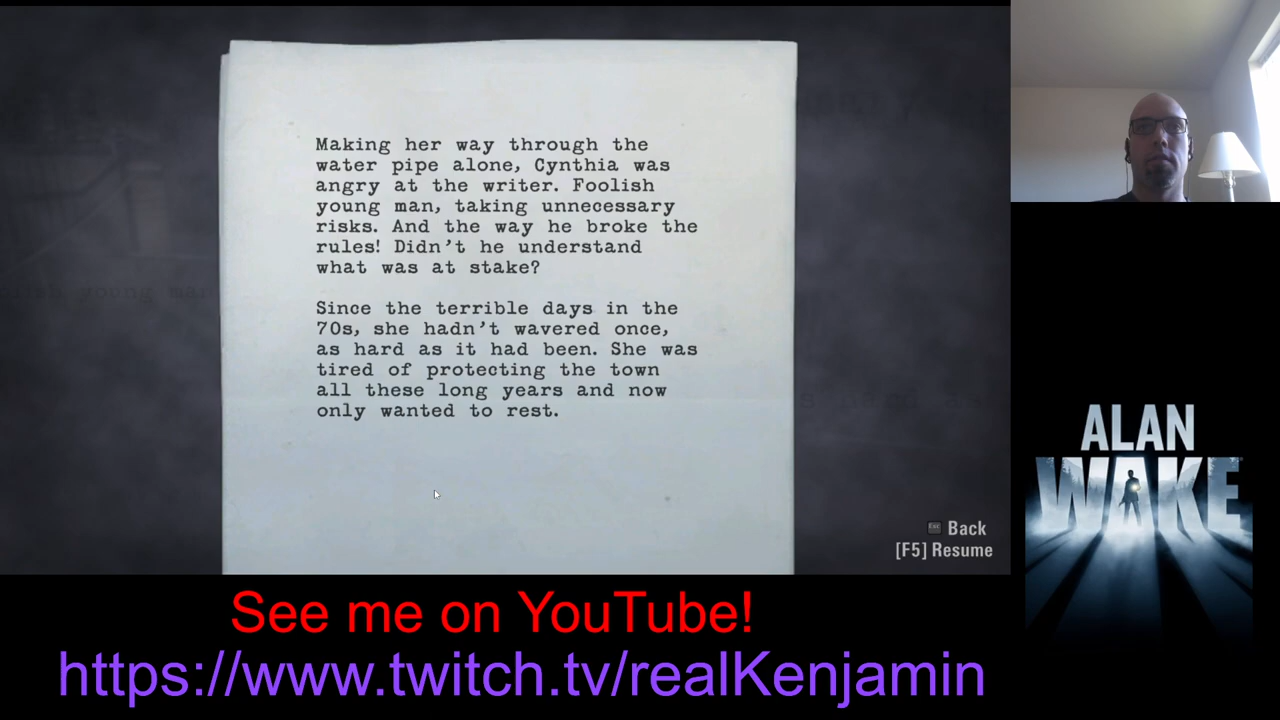 Making her way through the
water pipe alone, Cynthia was
angry at the writer. Foolish
young man, taking unnecessary
risks. And the way he broke the
rules! Didn't he understand
what was at stake?
Since the terrible days in the
70s, she hadn't wavered once,
as hard as it had been. She was
tired of protecting the town
all these long years and now
only wanted to rest.
Esc Back
[F5] Resume
ALAN
WAKE
See me on YouTube!
https://www.twitch.tv/realKenjamin